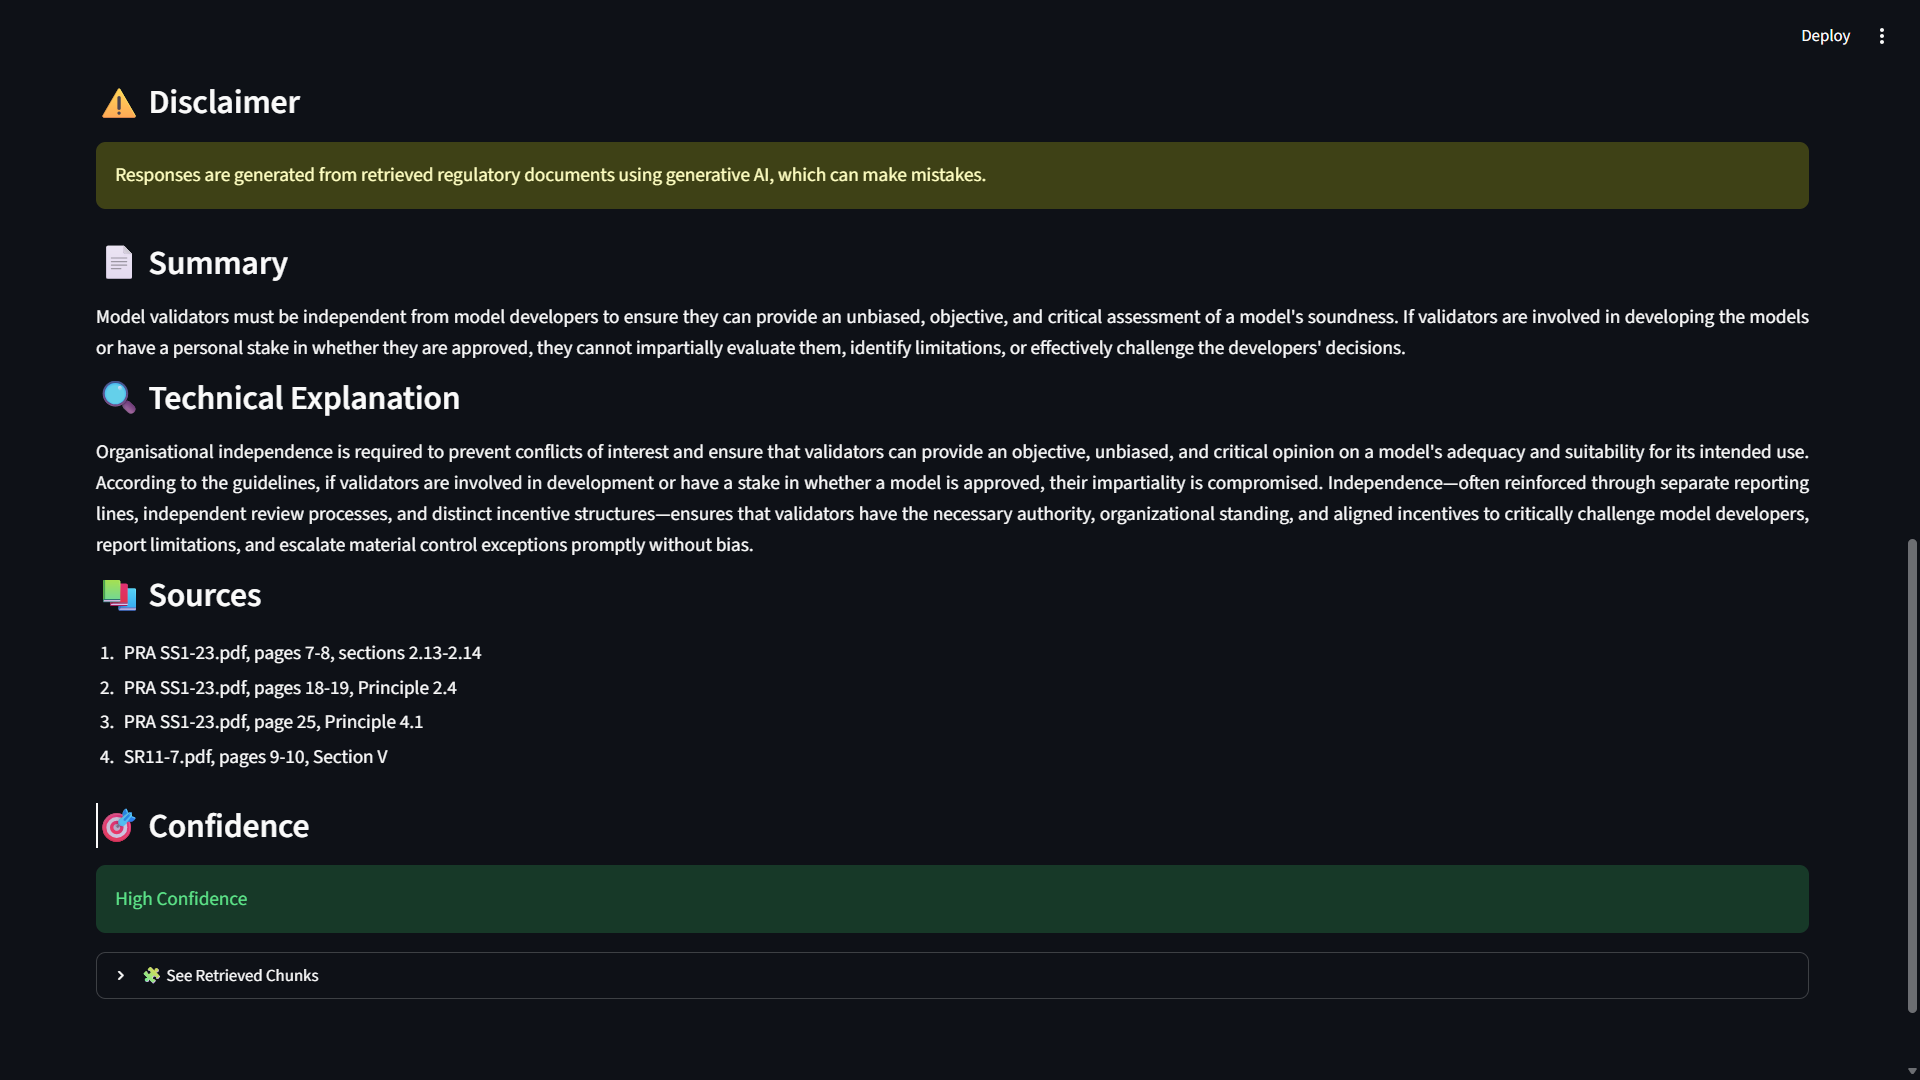 Deploy
Disclaimer
Responses are generated from retrieved regulatory documents using generative AI, which can make mistakes.
Summary
Model validators must be independent from model developers to ensure they can provide an unbiased, objective, and critical assessment of a model's soundness. If validators are involved in developing the models
or have a personal stake in whether they are approved, they cannot impartially evaluate them, identify limitations, or effectively challenge the developers' decisions.
Technical Explanation
Organisational independence is required to prevent conflicts of interest and ensure that validators can provide an objective, unbiased, and critical opinion on a model's adequacy and suitability for its intended use.
According to the guidelines, if validators are involved in development or have a stake in whether a model is approved, their impartiality is compromised. Independence—often reinforced through separate reporting
lines, independent review processes, and distinct incentive structures—ensures that validators have the necessary authority, organizational standing, and aligned incentives to critically challenge model developers,
report limitations, and escalate material control exceptions promptly without bias.
Sources
1. PRA SS1-23.pdf, pages 7-8, sections 2.13-2.14
2. PRA SS1-23.pdf, pages 18-19, Principle 2.4
3. PRA SS1-23.pdf, page 25, Principle 4.1
4. SR11-7.pdf, pages 9-10, Section V
Confidence
High Confidence
See Retrieved Chunks